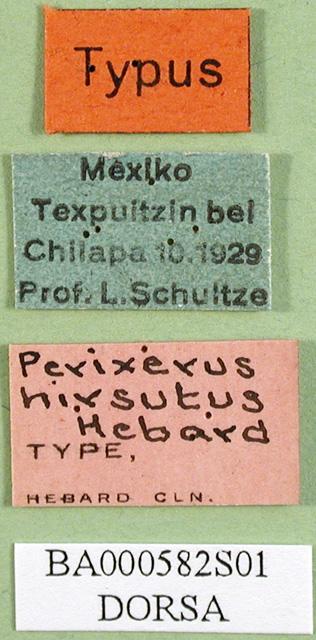 Typus
Mexiko
Texpuitzin bei
Chilapa 10.1929
Prof. L. Schultze
Perixerus
hirsutus
Hebard
TYPE,
HEBARD CLN.
BA000582S01
DORSA